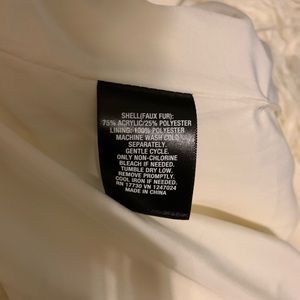 SHELL(FAUX FUR):
75% ACRYLIC/25% POLYESTER
LINING: 100% POLYESTER
MACHINE WASH COLD
SEPARATELY.
GENTLE CYCLE.
ONLY NON-CHLORINE
BLEACH IF NEEDED.
TUMBLE DRY LOW.
REMOVE PROMPTLY.
COOL IRON IF NEEDED.
RN 17730 VN 1247024
MADE IN CHINA